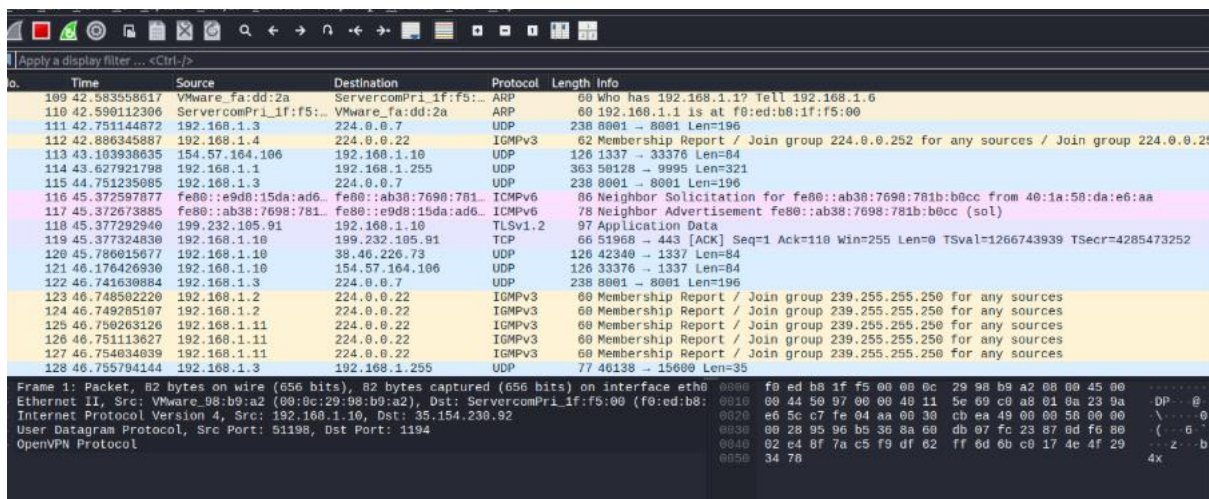 Apply a display filter ... <Ctrl-/>
No. Time Source Destination Protocol Length Info
109 42.583558617 VMware_fa:dd:2a ServercomPri_1f:f5:… ARP 60 Who has 192.168.1.1? Tell 192.168.1.6
110 42.590112306 ServercomPri_1f:f5:… VMware_fa:dd:2a ARP 60 192.168.1.1 is at f0:ed:b8:1f:f5:00
111 42.751144872 192.168.1.3 224.0.0.7 UDP 238 8001 → 8001 Len=196
112 42.886345887 192.168.1.4 224.0.0.22 IGMPv3 62 Membership Report / Join group 224.0.0.252 for any sources / Join group 224.0.0.25
113 43.103938635 154.57.164.106 192.168.1.10 UDP 126 1337 → 33376 Len=84
114 43.627921798 192.168.1.1 192.168.1.255 UDP 363 50128 → 9995 Len=321
115 44.751235085 192.168.1.3 224.0.0.7 UDP 238 8001 → 8001 Len=196
116 45.372597877 fe80::e9d8:15da:ad6… fe80::ab38:7698:781… ICMPv6 86 Neighbor Solicitation for fe80::ab38:7698:781b:b0cc from 40:1a:58:da:e6:aa
117 45.372673885 fe80::ab38:7698:781… fe80::e9d8:15da:ad6… ICMPv6 78 Neighbor Advertisement fe80::ab38:7698:781b:b0cc (sol)
118 45.377292940 199.232.105.91 192.168.1.10 TLSv1.2 97 Application Data
119 45.377324830 192.168.1.10 199.232.105.91 TCP 66 51968 → 443 [ACK] Seq=1 Ack=110 Win=255 Len=0 TSval=1266743939 TSecr=4285473252
120 45.786015677 192.168.1.10 38.46.226.73 UDP 126 42340 → 1337 Len=84
121 46.176426930 192.168.1.10 154.57.164.106 UDP 126 33376 → 1337 Len=84
122 46.741630884 192.168.1.3 224.0.0.7 UDP 238 8001 → 8001 Len=196
123 46.748502220 192.168.1.2 224.0.0.22 IGMPv3 60 Membership Report / Join group 239.255.255.250 for any sources
124 46.749285107 192.168.1.2 224.0.0.22 IGMPv3 60 Membership Report / Join group 239.255.255.250 for any sources
125 46.750263126 192.168.1.11 224.0.0.22 IGMPv3 60 Membership Report / Join group 239.255.255.250 for any sources
126 46.751113627 192.168.1.11 224.0.0.22 IGMPv3 60 Membership Report / Join group 239.255.255.250 for any sources
127 46.754034039 192.168.1.11 224.0.0.22 IGMPv3 60 Membership Report / Join group 239.255.255.250 for any sources
128 46.755794144 192.168.1.3 192.168.1.255 UDP 77 46138 → 15600 Len=35
Frame 1: Packet, 82 bytes on wire (656 bits), 82 bytes captured (656 bits) on interface eth0
Ethernet II, Src: VMware_98:b9:a2 (00:0c:29:98:b9:a2), Dst: ServercomPri_1f:f5:00 (f0:ed:b8:
Internet Protocol Version 4, Src: 192.168.1.10, Dst: 35.154.230.92
User Datagram Protocol, Src Port: 51198, Dst Port: 1194
OpenVPN Protocol
0000 f0 ed b8 1f f5 00 00 0c 29 98 b9 a2 08 00 45 00 ········
0010 00 44 50 97 00 00 40 11 5e 69 c0 a8 01 0a 23 9a ·DP···@·
0020 e6 5c c7 fe 04 aa 00 30 cb ea 49 00 00 58 00 00 ·\·····0
0030 00 28 95 96 b5 36 8a 60 db 07 fc 23 87 0d f6 80 ·(···6·`
0040 02 e4 8f 7a c5 f9 df 62 ff 6d 6b c0 17 4e 4f 29 ···z···b
0050 34 78 4x